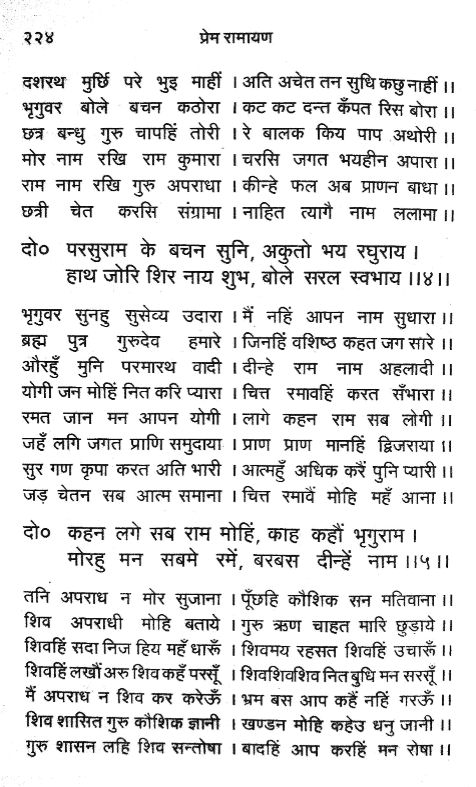 २२४ प्रेम रामायण
दशरथ मुर्छि परे भुइ माहीं । अति अचेत तन सुधि कछु नाहीं ।।
भृगुवर बोले बचन कठोरा । कट कट दन्त कँपत रिस बोरा ।।
छत्र बन्धु गुरु चापहिं तोरी । रे बालक किय पाप अथोरी ।।
मोर नाम रखि राम कुमारा । चरसि जगत भयहीन अपारा ।।
राम नाम रखि गुरु अपराधा । कीन्हे फल अब प्राणन बाधा ।।
छत्री चेत करसि संग्रामा । नाहित त्यागै नाम ललामा ।।
दो० परसुराम के बचन सुनि, अकुतो भय रघुराय ।
हाथ जोरि शिर नाय शुभ, बोले सरल स्वभाय ।।४।।
भृगुवर सुनहु सुसेव्य उदारा । मैं नहिं आपन नाम सुधारा ।।
ब्रह्म पुत्र गुरुदेव हमारे । जिनहिं वशिष्ठ कहत जग सारे ।।
औरहुँ मुनि परमारथ वादी । दीन्हे राम नाम अहलादी ।।
योगी जन मोहिं नित करि प्यारा । चित्त रमावहिं करत सँभारा ।।
रमत जान मन आपन योगी । लागे कहन राम सब लोगी ।।
जहँ लगि जगत प्राणि समुदाया । प्राण प्राण मानहिं द्विजराया ।।
सुर गण कृपा करत अति भारी । आत्महुँ अधिक करैं पुनि प्यारी ।।
जड़ चेतन सब आत्म समाना । चित्त रमावैं मोहि महँ आना ।।
दो० कहन लगे सब राम मोहिं, काह कहौं भृगुराम ।
मोरहु मन सबमे रमें, बरबस दीन्हें नाम ।।५।।
तनि अपराध न मोर सुजाना । पूँछहि कौशिक सन मतिवाना ।।
शिव अपराधी मोहि बताये । गुरु ऋण चाहत मारि छुड़ाये ।।
शिवहिं सदा निज हिय महँ धारूँ । शिवमय रहसत शिवहिं उचारूँ ।।
शिवहिं लखौं अरु शिव कहँ पर्सूँ । शिवशिवशिव नित बुधि मन सरसूँ ।।
मैं अपराध न शिव कर करेऊँ । भ्रम बस आप कहैं नहिं गरऊँ ।।
शिव शासित गुरु कौशिक ज्ञानी । खण्डन मोहि कहेउ धनु जानी ।।
गुरु शासन लहि शिव सन्तोषा । बादहिं आप करहिं मन रोषा ।।